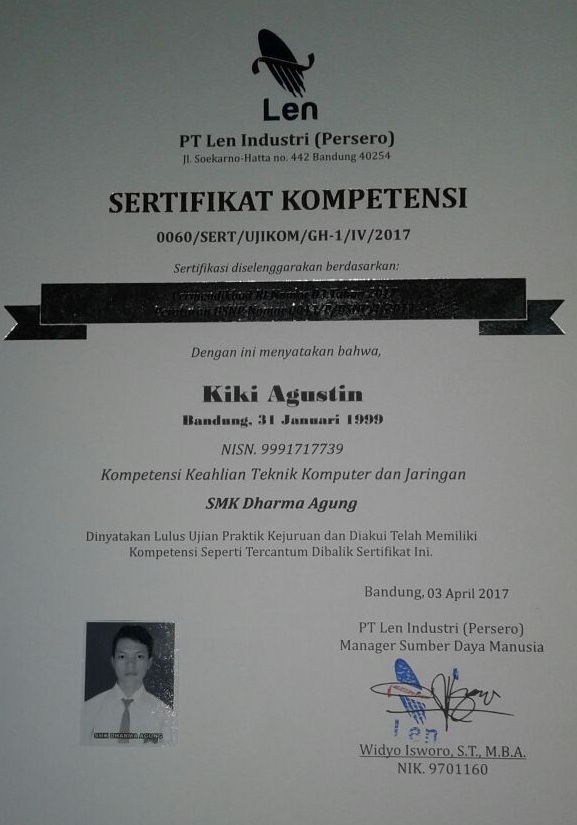 Len
PT Len Industri (Persero)
Jl. Soekarno-Hatta no. 442 Bandung 40254
SERTIFIKAT KOMPETENSI
0060/SERT/UJIKOM/GH-1/IV/2017
Sertifikasi diselenggarakan berdasarkan:
Dengan ini menyatakan bahwa,
Kiki Agustin
Bandung, 31 Januari 1999
NISN. 9991717739
Kompetensi Keahlian Teknik Komputer dan Jaringan
SMK Dharma Agung
Dinyatakan Lulus Ujian Praktik Kejuruan dan Diakui Telah Memiliki
Kompetensi Seperti Tercantum Dibalik Sertifikat Ini.
Bandung, 03 April 2017
PT Len Industri (Persero)
Manager Sumber Daya Manusia
SMK DHARMA AGUNG
Len
Widyo Isworo, S.T., M.B.A.
NIK. 9701160